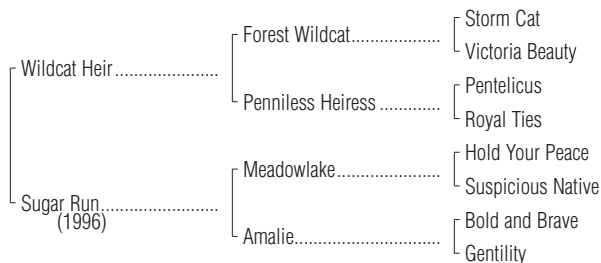 Storm Cat
Forest Wildcat....................
Victoria Beauty
Wildcat Heir.......................
Pentelicus
Penniless Heiress .............
Royal Ties
Hold Your Peace
Meadowlake.......................
Suspicious Native
Sugar Run..........................
(1996)
Bold and Brave
Amalie................................
Gentility